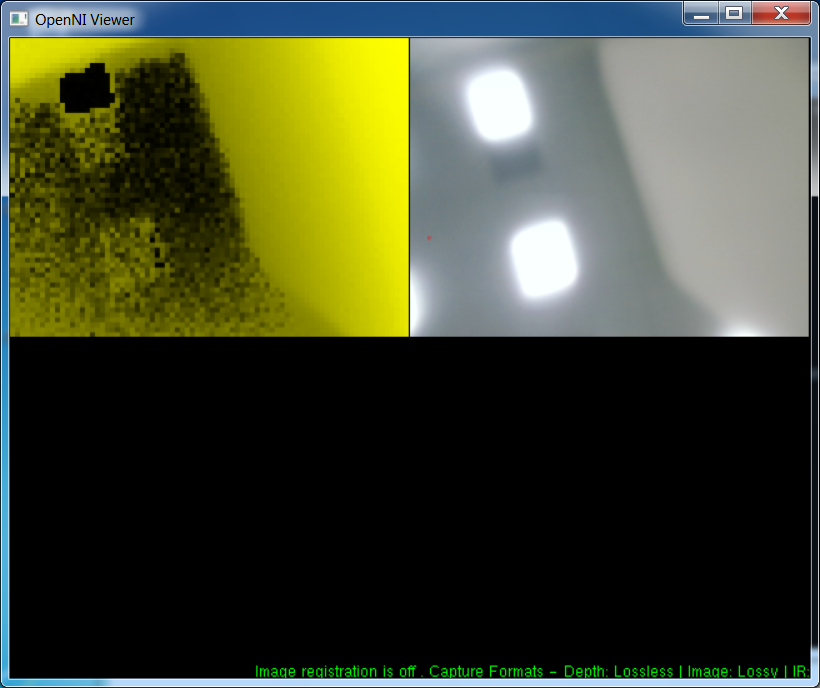 OpenNI Viewer
Image registration is off . Capture Formats - Depth: Lossless | Image: Lossy | IR: